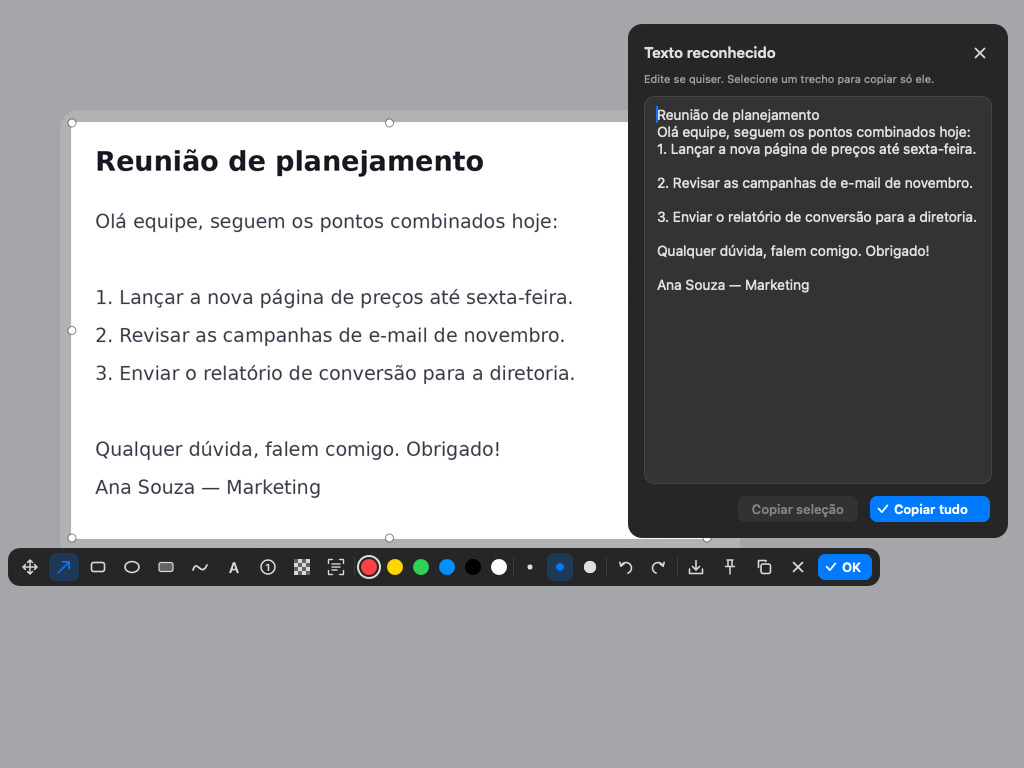 Reunião de planejamento
Olá equipe, seguem os pontos combinados hoje:
1. Lançar a nova página de preços até sexta-feira.
2. Revisar as campanhas de e-mail de novembro.
3. Enviar o relatório de conversão para a diretoria.
Qualquer dúvida, falem comigo. Obrigado!
Ana Souza — Marketing
Texto reconhecido
Edite se quiser. Selecione um trecho para copiar só ele.
Reunião de planejamento
Olá equipe, seguem os pontos combinados hoje:
1. Lançar a nova página de preços até sexta-feira.
2. Revisar as campanhas de e-mail de novembro.
3. Enviar o relatório de conversão para a diretoria.
Qualquer dúvida, falem comigo. Obrigado!
Ana Souza — Marketing
Copiar seleção
Copiar tudo
A
1
OK